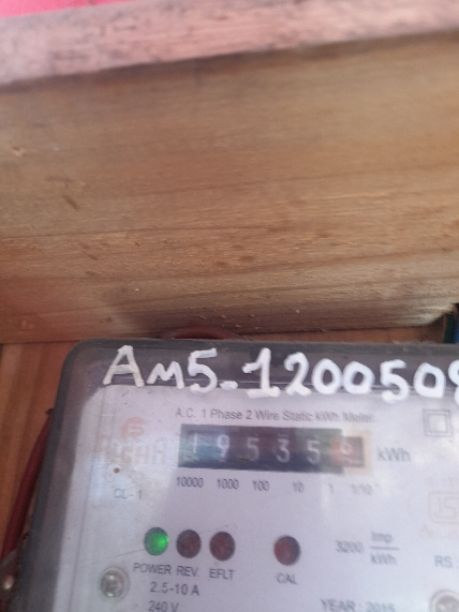 AM5-1200509
A.C. 1 Phase 2 Wire Static kWh Meter
19535 kWh
10000 1000 100 10 1 1/10
CL-1
3200 Imp/kWh
POWER REV. EFLT CAL
RS
2.5-10 A
240 V
YEAR : 2015